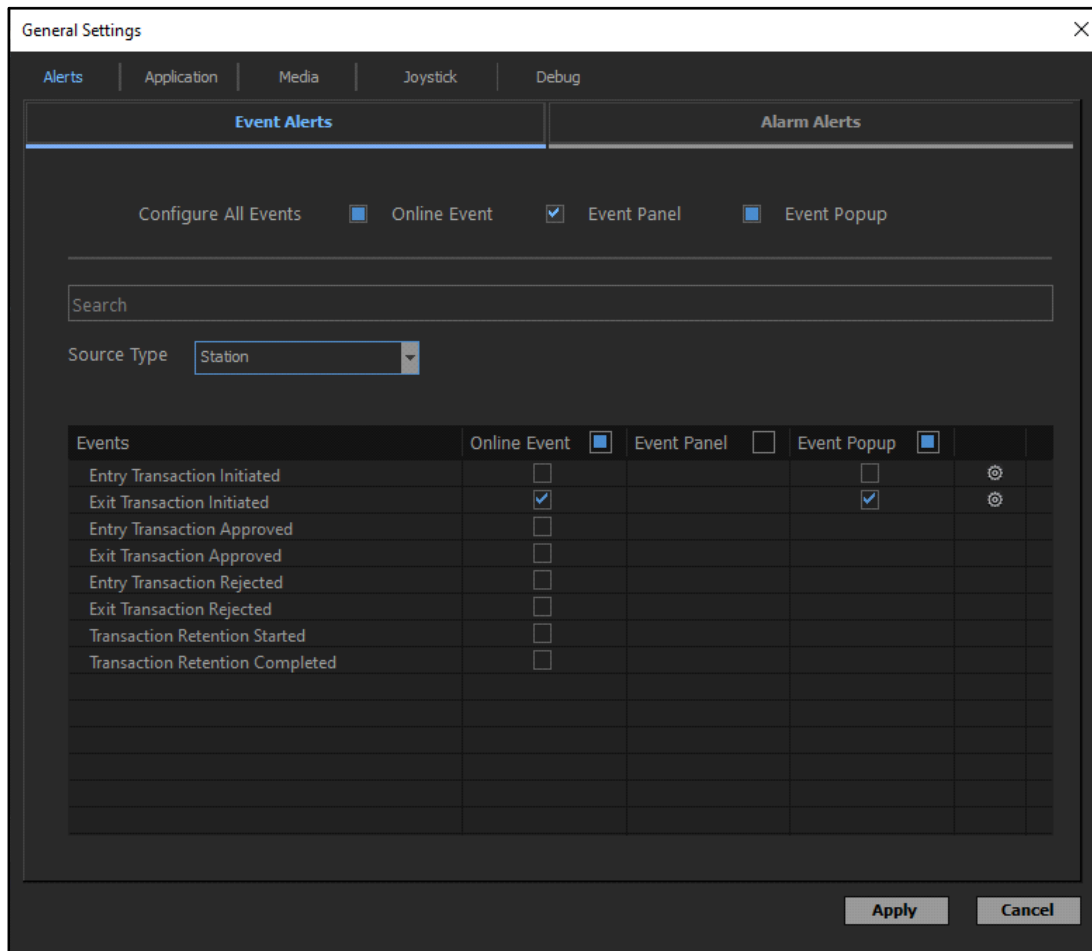 General Settings
Alerts Application Media Joystick Debug
Event Alerts Alarm Alerts
Configure All Events Online Event Event Panel Event Popup
Search
Source Type Station
Events Online Event Event Panel Event Popup
Entry Transaction Initiated
Exit Transaction Initiated
Entry Transaction Approved
Exit Transaction Approved
Entry Transaction Rejected
Exit Transaction Rejected
Transaction Retention Started
Transaction Retention Completed
Apply Cancel